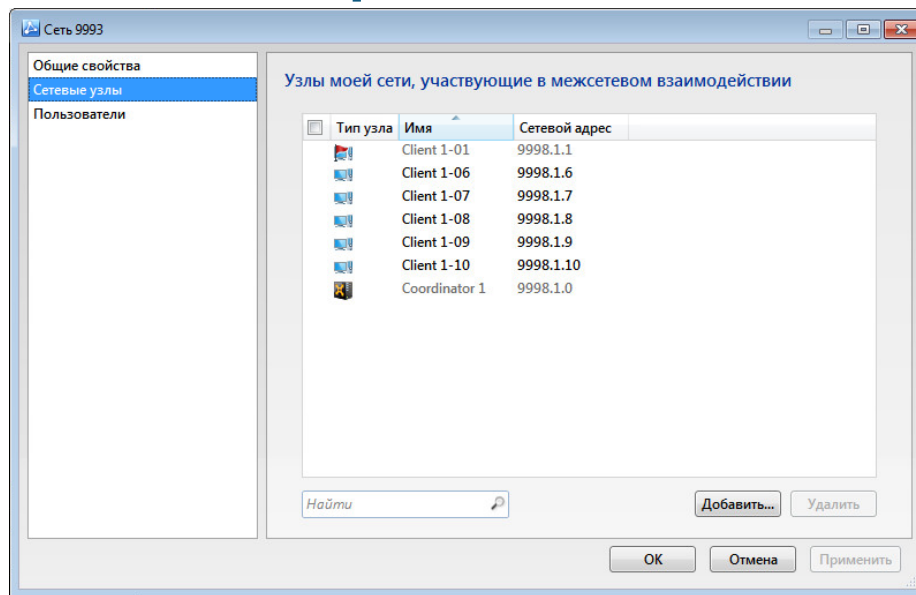 Сеть 9993
Общие свойства
Сетевые узлы
Пользователи
Узлы моей сети, участвующие в межсетевом взаимодействии
Тип узла Имя Сетевой адрес
Client 1-01 9998.1.1
Client 1-06 9998.1.6
Client 1-07 9998.1.7
Client 1-08 9998.1.8
Client 1-09 9998.1.9
Client 1-10 9998.1.10
Coordinator 1 9998.1.0
Найти Добавить... Удалить
OK Отмена Применить